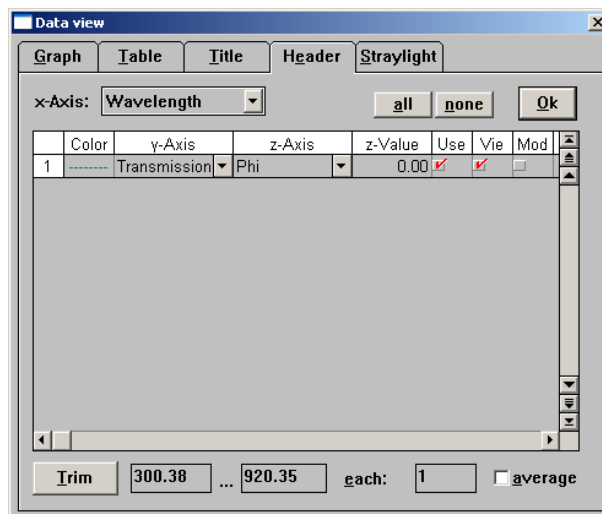 Data view
Graph Table Title Header Straylight
x-Axis: Wavelength all none Ok
Color y-Axis z-Axis z-Value Use Vie Mod
1 -------- Transmission Phi 0.00
Trim 300.38 ... 920.35 each: 1 average